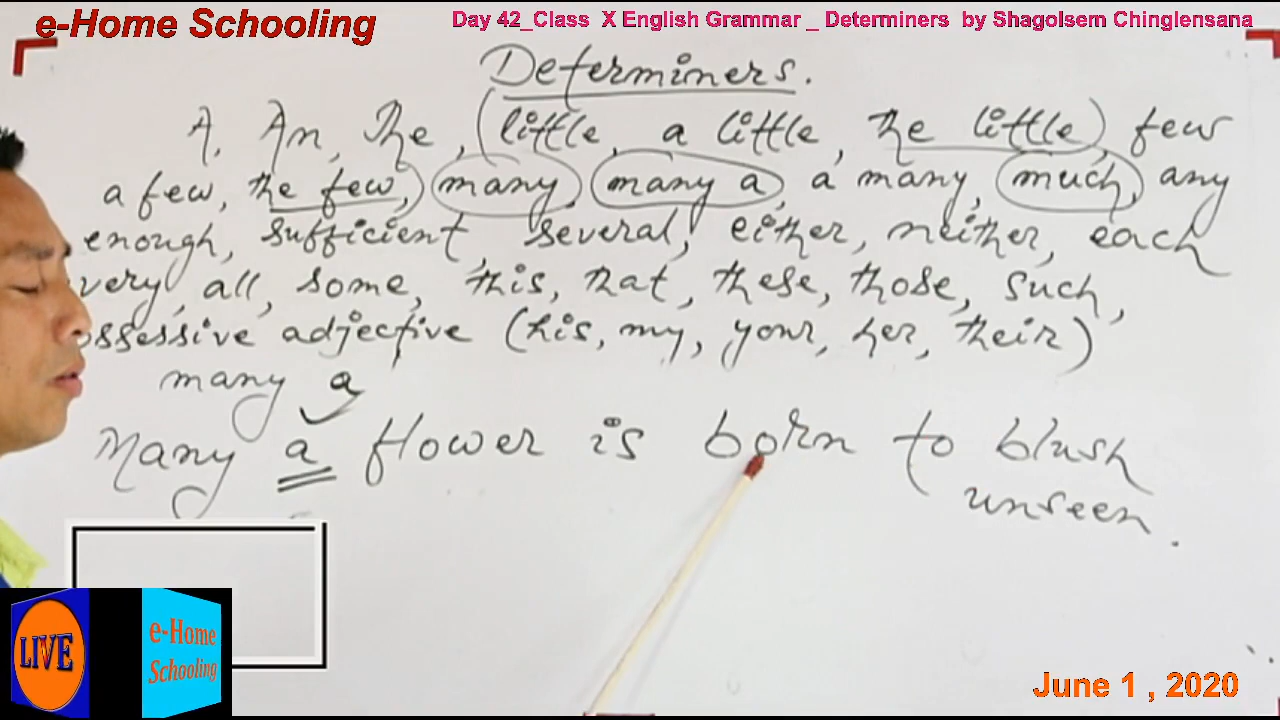 e-Home Schooling
Day 42_Class X English Grammar _ Determiners by Shagolsem Chinglensana
Determiners.
A, An, The, (little, a little, the little), few
a few, the few,) many, many a, a many, much, any
enough, sufficient, several, either, neither, each
very, all, some, this, that, these, those, such,
ossessive adjective (his, my, your, her, their)
many a
Many a flower is born to blush
unseen.
LIVE
e-Home
Schooling
June 1 , 2020